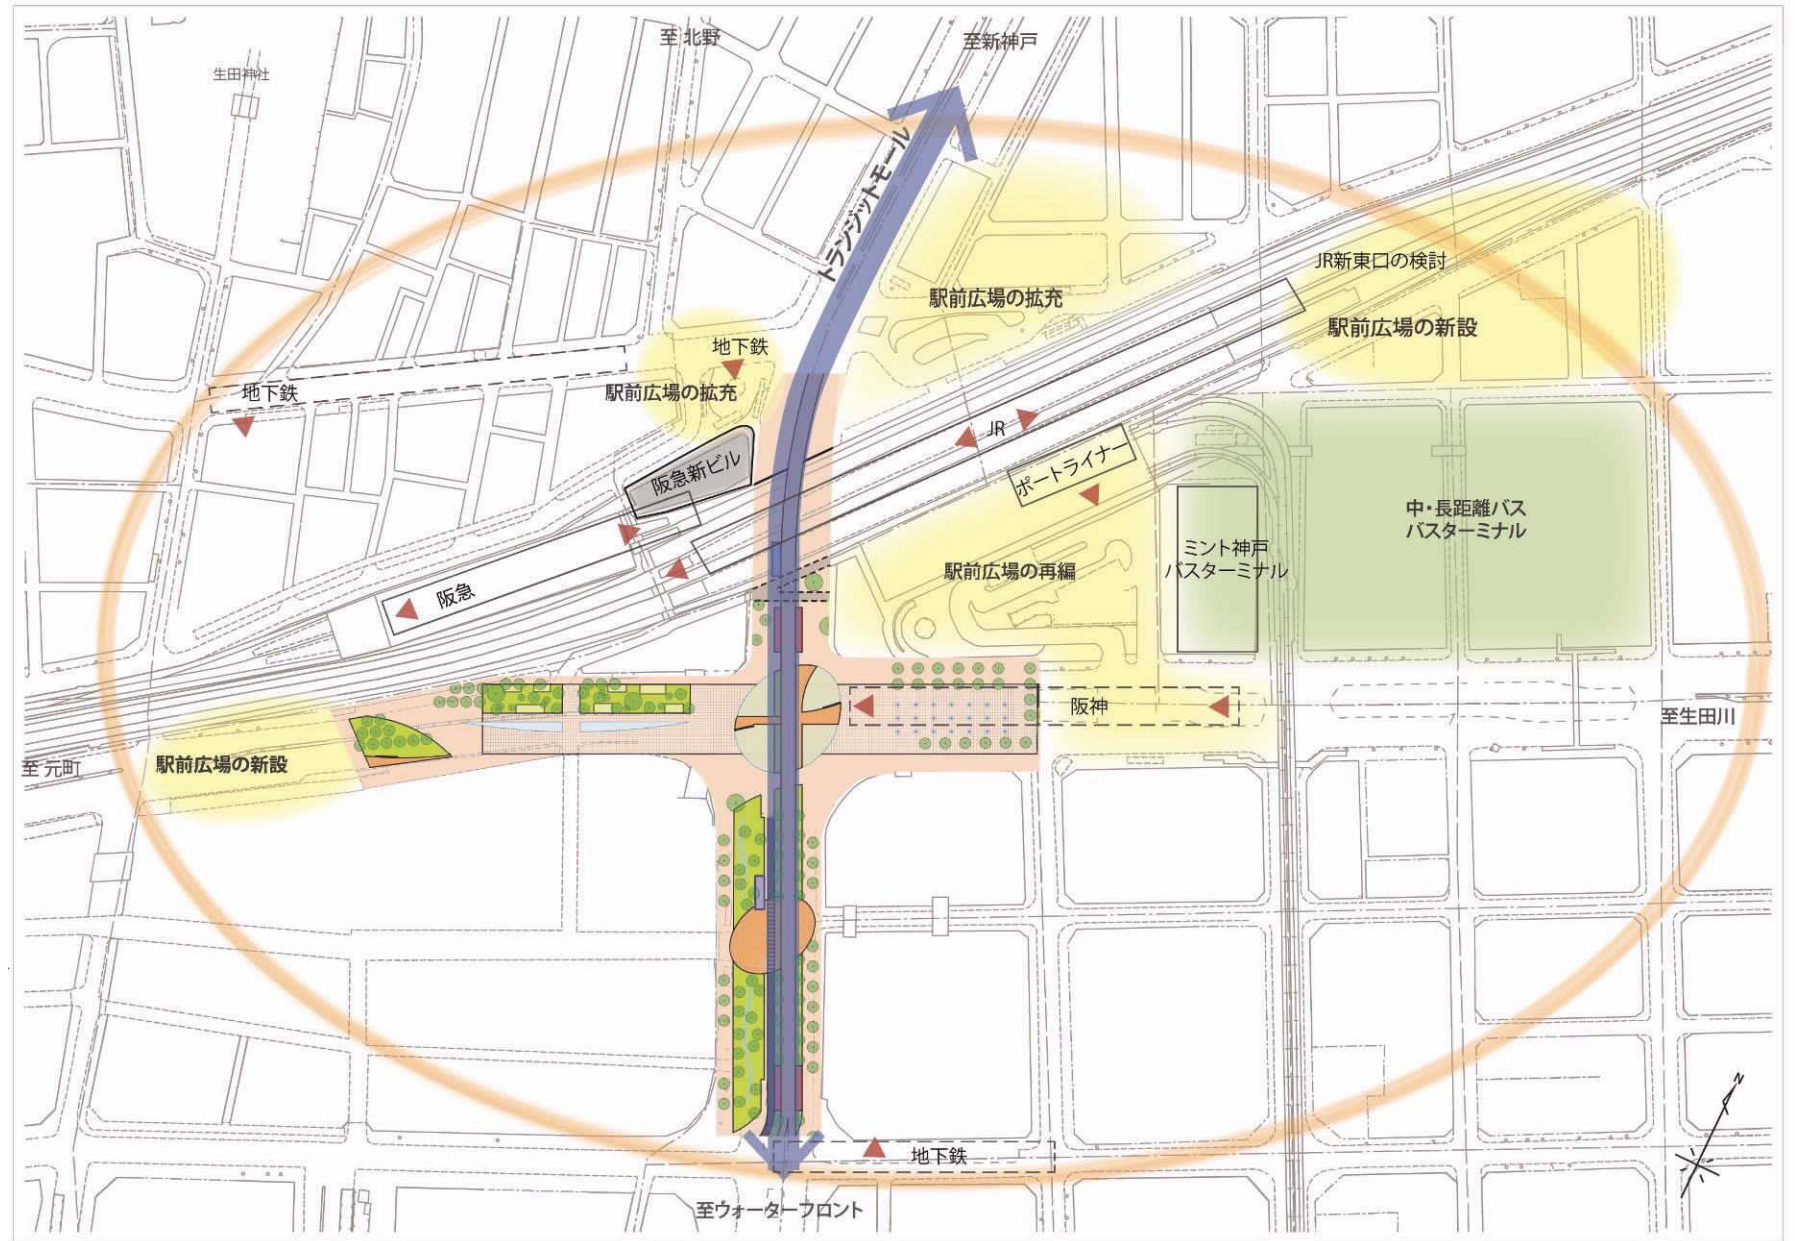 至 北野
至新神戸
生田神社
トランジットモール
JR新東口の検討
駅前広場の拡充
駅前広場の新設
地下鉄
駅前広場の拡充
地下鉄
JR
阪急新ビル
ポートライナー
中・長距離バス
バスターミナル
ミント神戸
バスターミナル
駅前広場の再編
阪急
阪神
至生田川
駅前広場の新設
至 元町
地下鉄
至ウォーターフロント
N